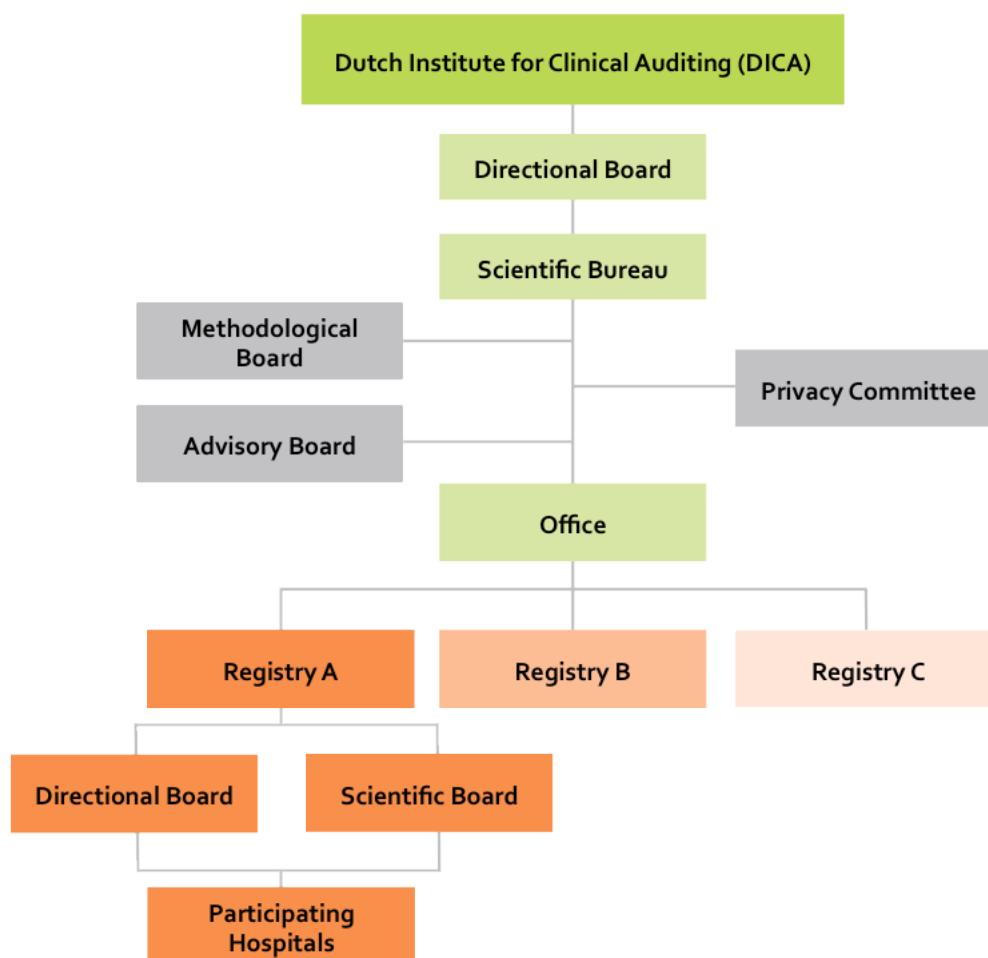 Dutch Institute for Clinical Auditing (DICA)
Directional Board
Scientific Bureau
Methodological
Board
Privacy Committee
Advisory Board
Office
Registry A
Registry B
Registry C
Directional Board
Scientific Board
Participating
Hospitals